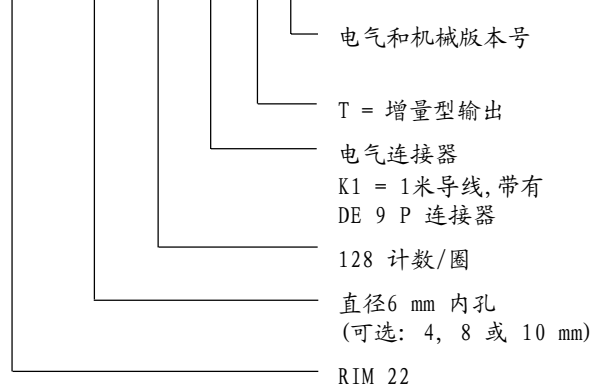 电气和机械版本号
T = 增量型输出
电气连接器
K1 = 1米导线,带有
DE 9 P 连接器
128 计数/圈
直径6 mm 内孔
(可选: 4, 8 或 10 mm)
RIM 22